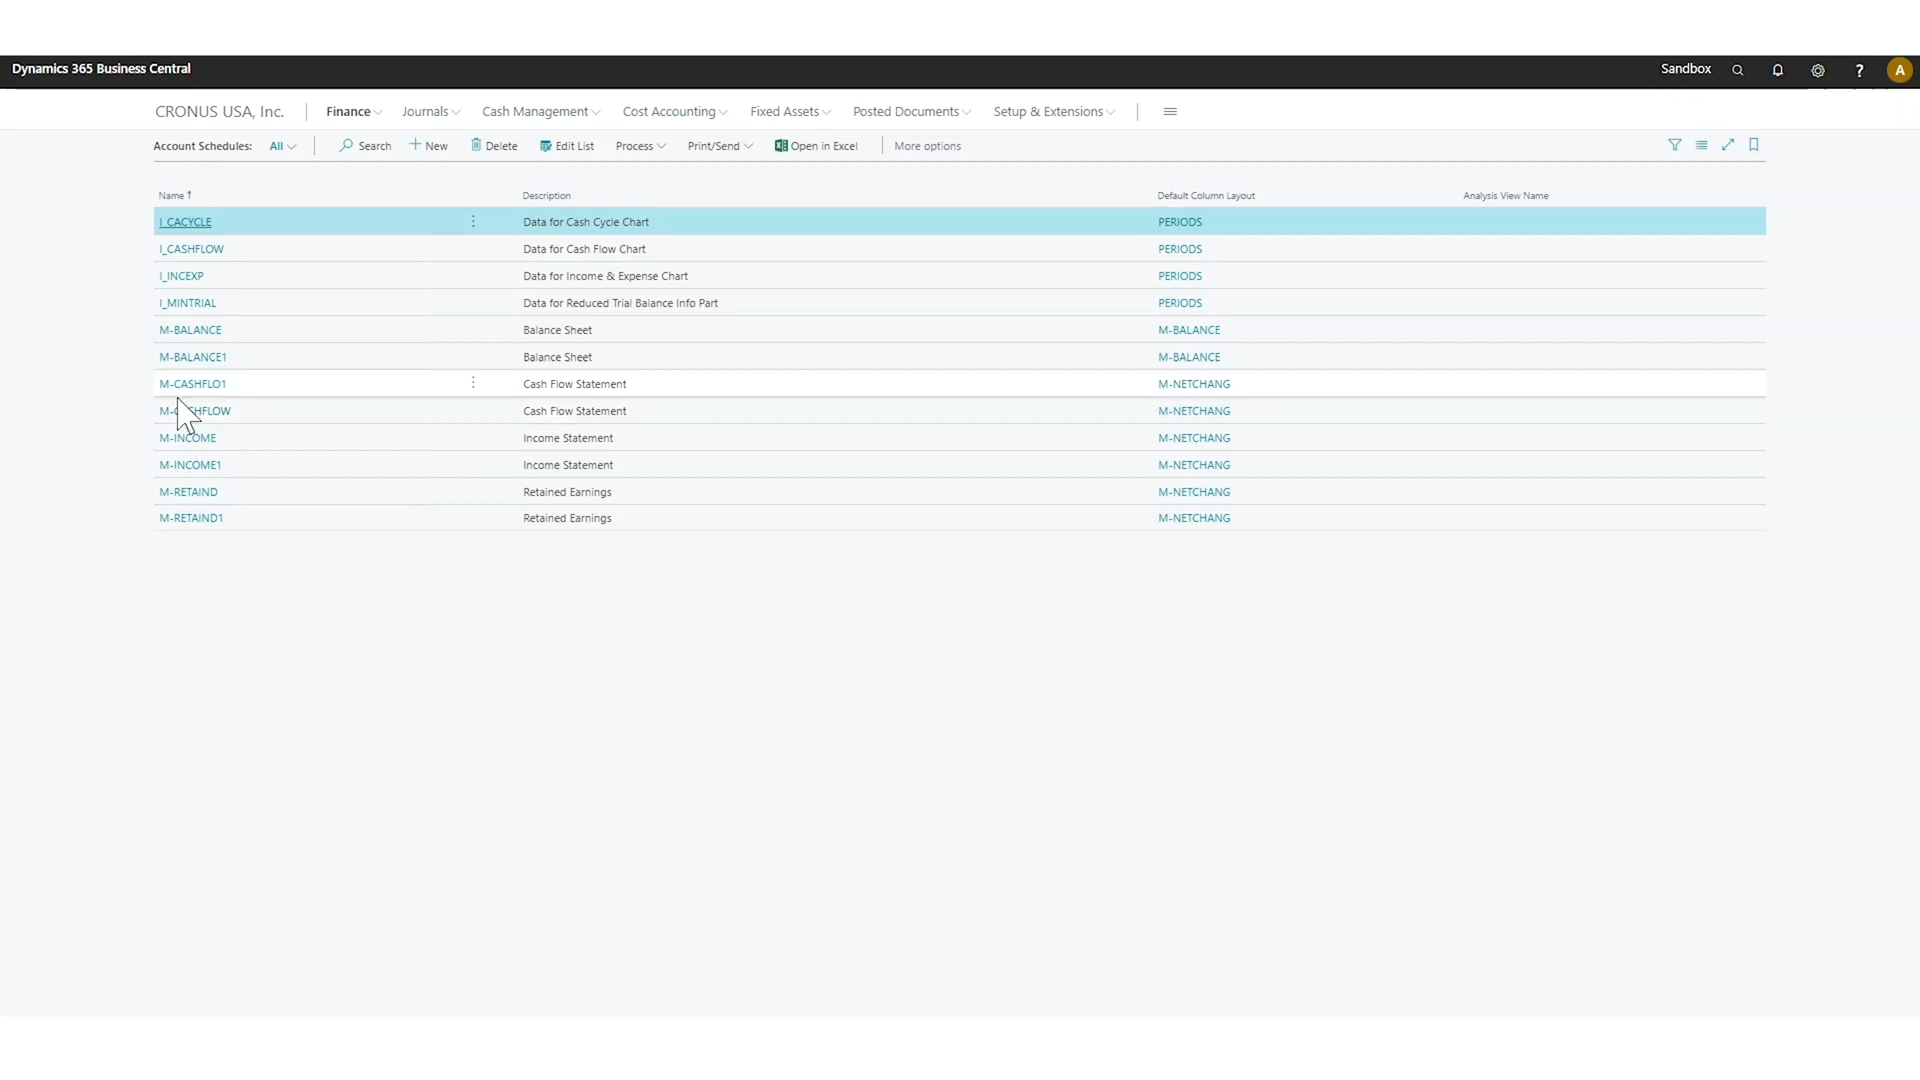 Dynamics 365 Business Central Sandbox ? A
CRONUS USA, Inc. Finance Journals Cash Management Cost Accounting Fixed Assets Posted Documents Setup & Extensions
Account Schedules: All Search New Delete Edit List Process Print/Send Open in Excel More options
Name Description Default Column Layout Analysis View Name
I_CACYCLE Data for Cash Cycle Chart PERIODS
I_CASHFLOW Data for Cash Flow Chart PERIODS
I_INCEXP Data for Income & Expense Chart PERIODS
I_MINTRIAL Data for Reduced Trial Balance Info Part PERIODS
M-BALANCE Balance Sheet M-BALANCE
M-BALANCE1 Balance Sheet M-BALANCE
M-CASHFLO1 Cash Flow Statement M-NETCHANG
M-CASHFLOW Cash Flow Statement M-NETCHANG
M-INCOME Income Statement M-NETCHANG
M-INCOME1 Income Statement M-NETCHANG
M-RETAIND Retained Earnings M-NETCHANG
M-RETAIND1 Retained Earnings M-NETCHANG